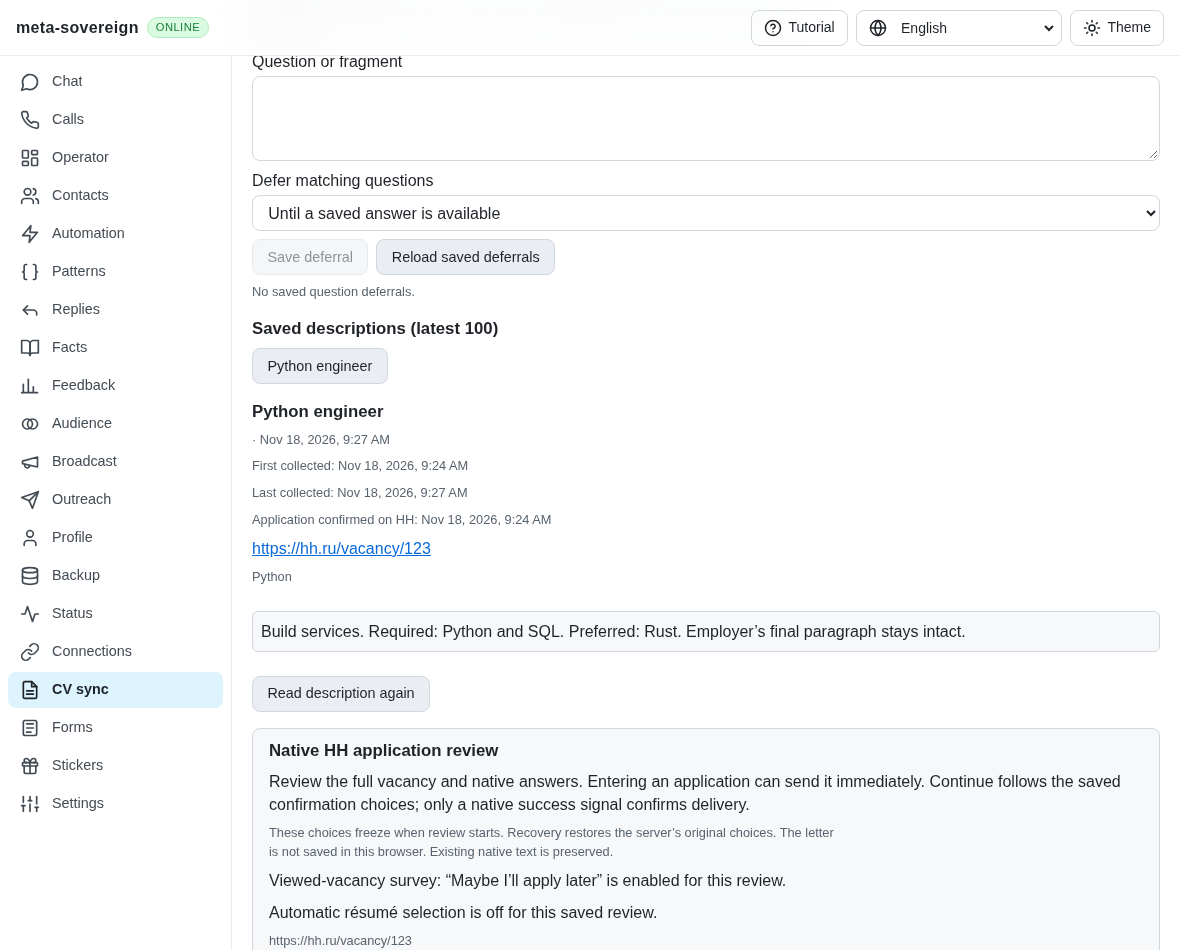 meta-sovereign ONLINE
Tutorial
English
Theme
Chat
Calls
Operator
Contacts
Automation
Patterns
Replies
Facts
Feedback
Audience
Broadcast
Outreach
Profile
Backup
Status
Connections
CV sync
Forms
Stickers
Settings
Question or fragment
Defer matching questions
Until a saved answer is available
Save deferral
Reload saved deferrals
No saved question deferrals.
Saved descriptions (latest 100)
Python engineer
Python engineer
· Nov 18, 2026, 9:27 AM
First collected: Nov 18, 2026, 9:24 AM
Last collected: Nov 18, 2026, 9:27 AM
Application confirmed on HH: Nov 18, 2026, 9:24 AM
https://hh.ru/vacancy/123
Python
Build services. Required: Python and SQL. Preferred: Rust. Employer’s final paragraph stays intact.
Read description again
Native HH application review
Review the full vacancy and native answers. Entering an application can send it immediately. Continue follows the saved
confirmation choices; only a native success signal confirms delivery.
These choices freeze when review starts. Recovery restores the server’s original choices. The letter
is not saved in this browser. Existing native text is preserved.
Viewed-vacancy survey: “Maybe I’ll apply later” is enabled for this review.
Automatic résumé selection is off for this saved review.
https://hh.ru/vacancy/123